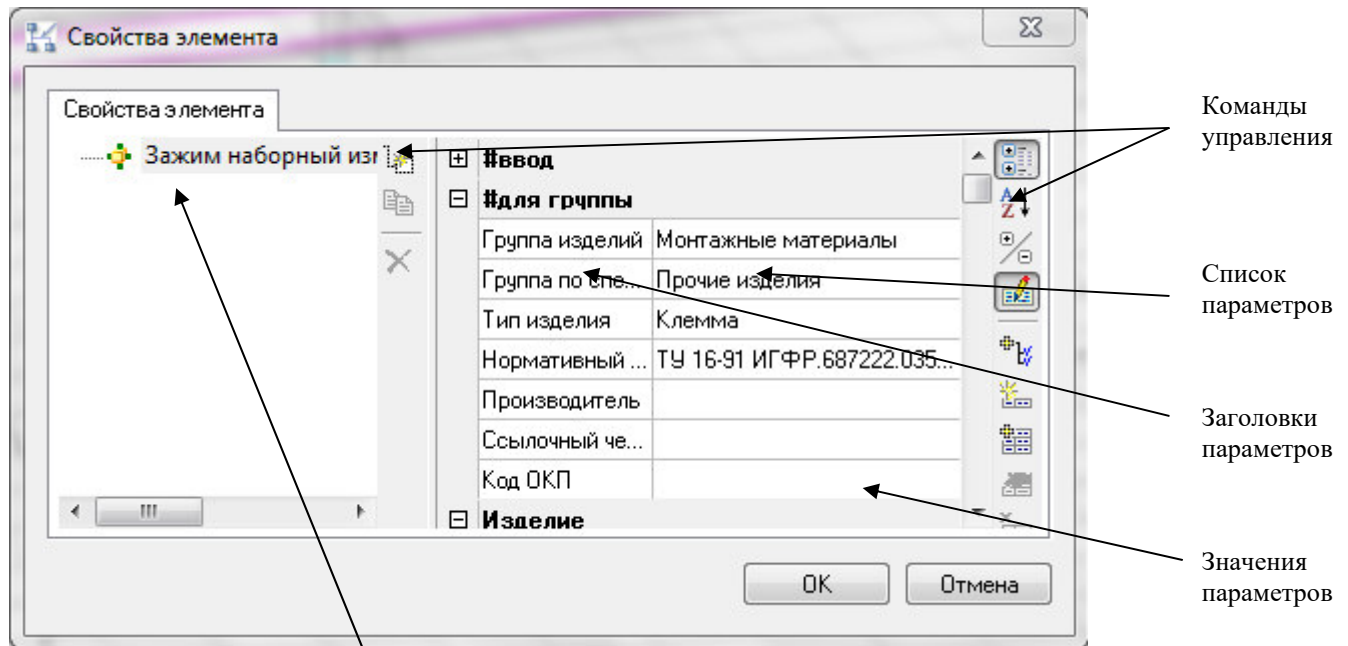 Свойства элемента
Свойства элемента
Зажим наборный изм
#ввод
#для группы
Группа изделий Монтажные материалы
Группа по спе... Прочие изделия
Тип изделия Клемма
Нормативный ... ТУ 16-91 ИГФР.687222.035...
Производитель
Ссылочный че...
Код ОКП
Изделие
OK Отмена
Команды
управления
Список
параметров
Заголовки
параметров
Значения
параметров